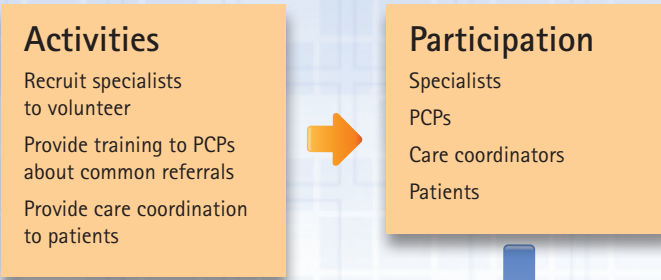 Activities
Recruit specialists
to volunteer
Provide training to PCPs
about common referrals
Provide care coordination
to patients
Participation
Specialists
PCPs
Care coordinators
Patients